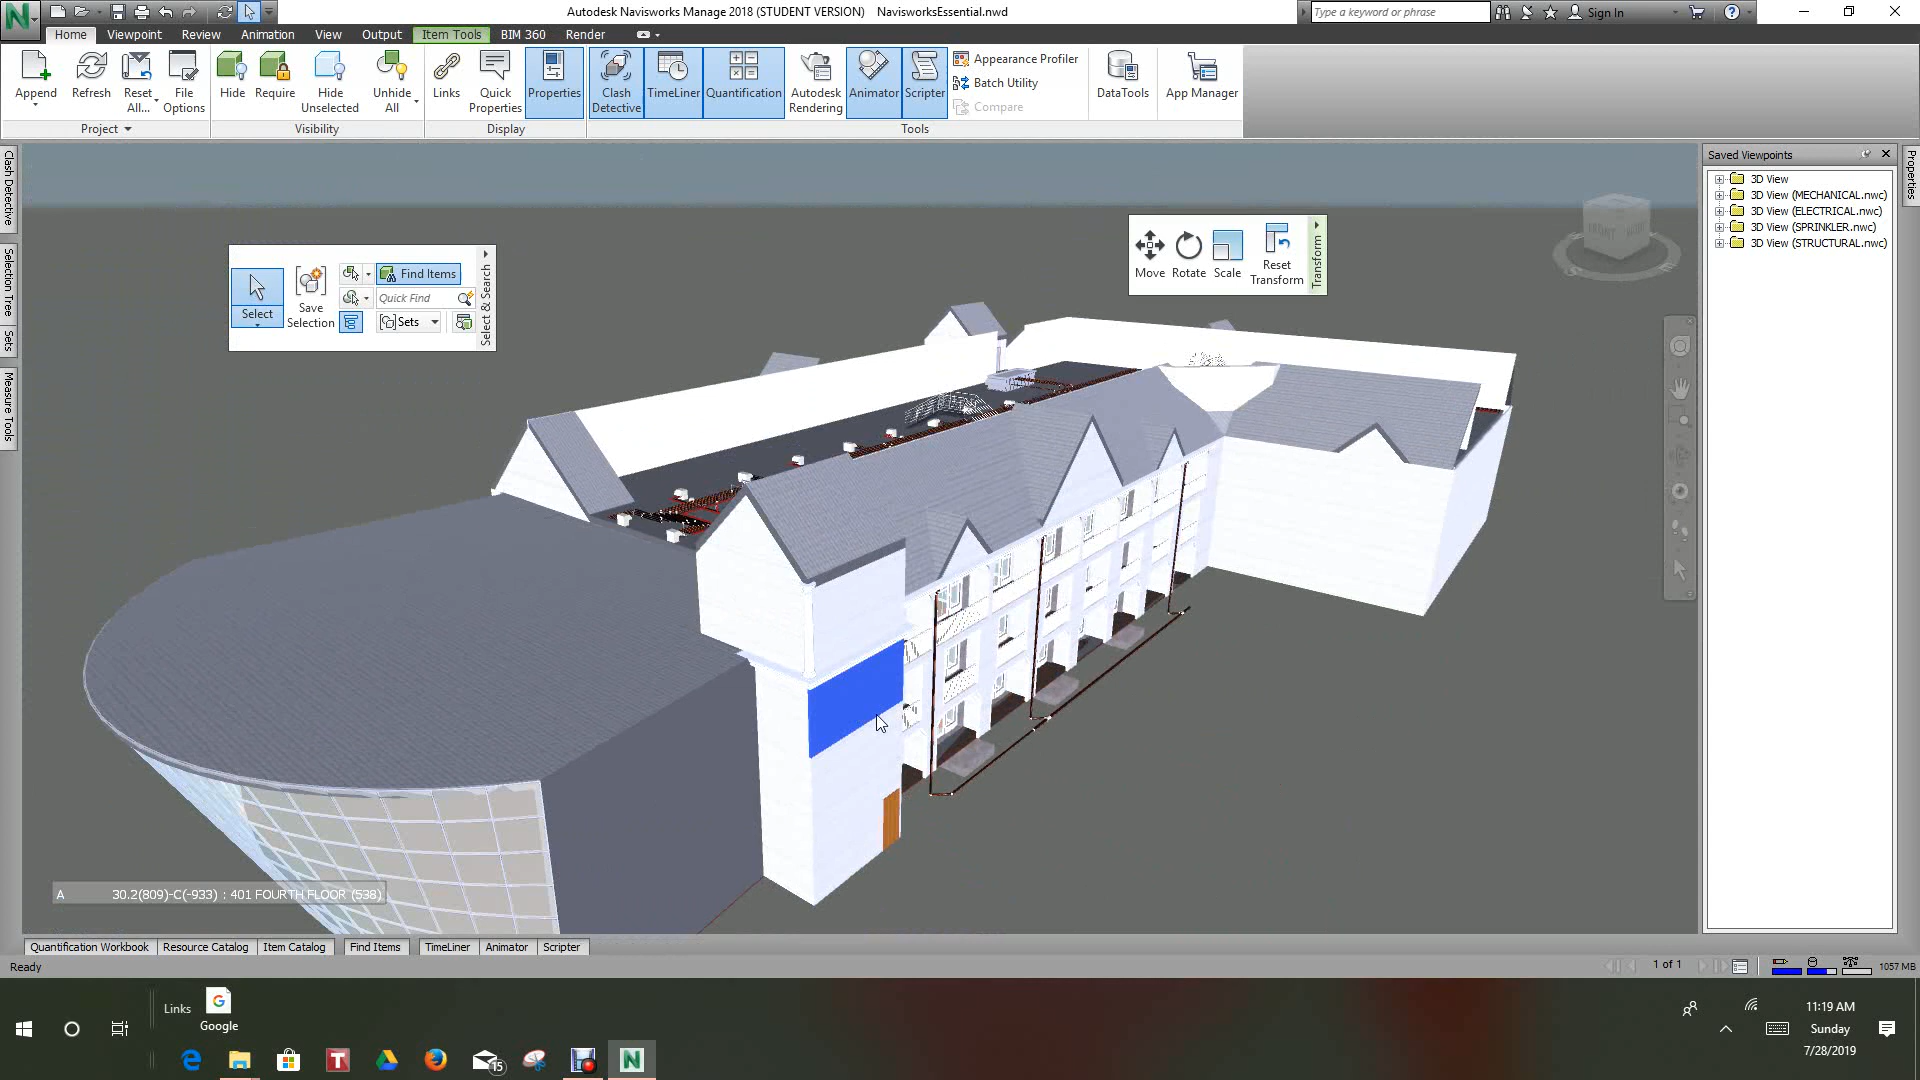 Autodesk Navisworks Manage 2018 (STUDENT VERSION) NavisworksEssential.nwd
Type a keyword or phrase
Sign In
Home Viewpoint Review Animation View Output Item Tools BIM 360 Render
Append
Refresh
Reset All...
File Options
Hide
Require
Hide Unselected
Unhide All
Links
Quick Properties
Properties
Clash Detective
TimeLiner
Quantification
Autodesk Rendering
Animator
Scripter
Appearance Profiler
Batch Utility
Compare
DataTools
App Manager
Project
Visibility
Display
Tools
Clash Detective
Selection Tree
Sets
Measure Tools
Select
Save Selection
Find Items
Quick Find
Sets
Select & Search
Move
Rotate
Scale
Reset Transform
Transform
FRONT
Saved Viewpoints
3D View
3D View (MECHANICAL.nwc)
3D View (ELECTRICAL.nwc)
3D View (SPRINKLER.nwc)
3D View (STRUCTURAL.nwc)
Properties
A 30.2(809)-C(-933) : 401 FOURTH FLOOR (538)
Quantification Workbook Resource Catalog Item Catalog Find Items TimeLiner Animator Scripter
Ready
1 of 1
1057 MB
Links
Google
15
11:19 AM
Sunday
7/28/2019